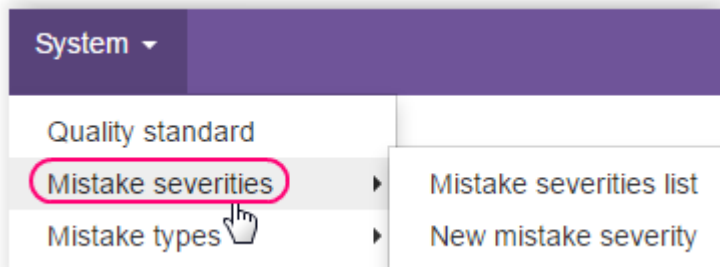 System
Quality standard
Mistake severities
Mistake types
Mistake severities list
New mistake severity